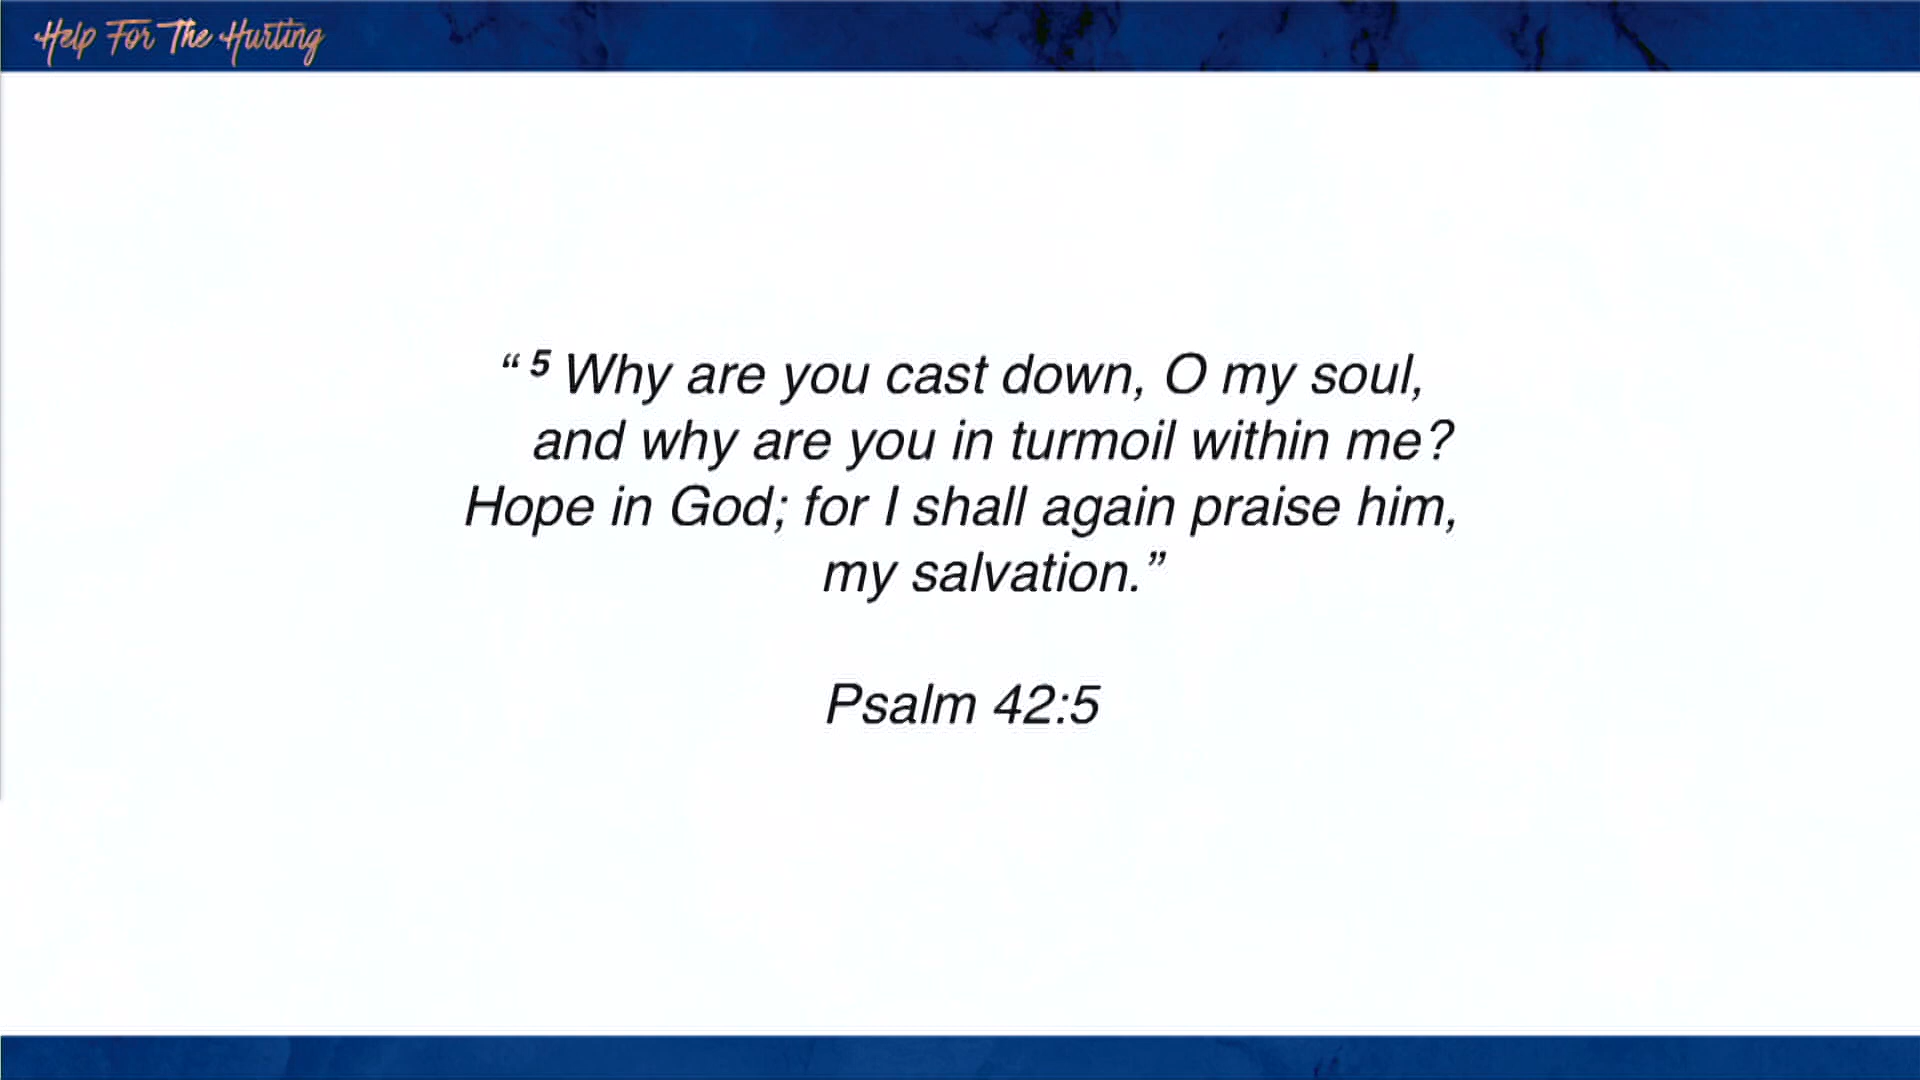 Help For The Hurting
“ 5 Why are you cast down, O my soul,
and why are you in turmoil within me?
Hope in God; for I shall again praise him,
my salvation.”
Psalm 42:5